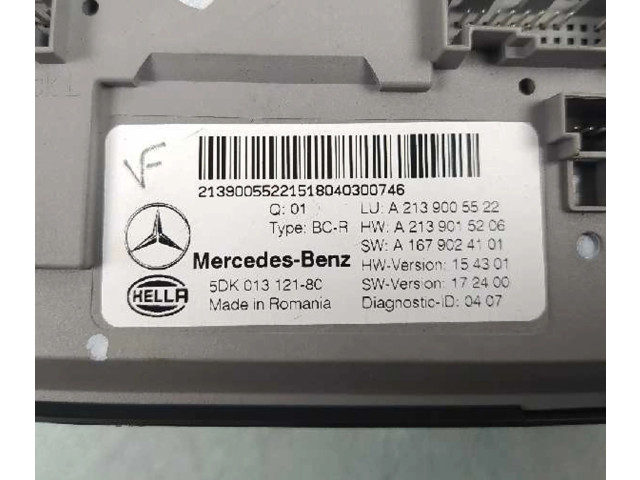 VF
21390055221518040300746
Q: 01 LU: A 213 900 55 22
Type: BC-R HW: A 213 901 52 06
SW: A 167 902 41 01
Mercedes-Benz HW-Version: 15 43 01
HELLA 5DK 013 121-80 SW-Version: 17 24 00
Made in Romania Diagnostic-ID: 04 07